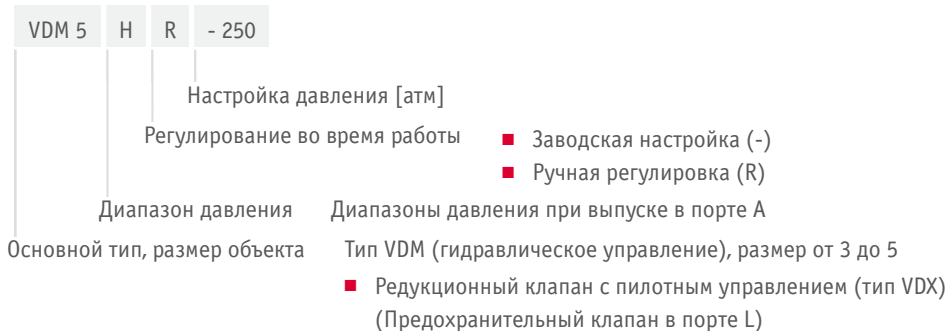 VDM 5 H R - 250
Настройка давления [атм]
Регулирование во время работы
■ Заводская настройка (-)
■ Ручная регулировка (R)
Диапазон давления Диапазоны давления при выпуске в порте A
Основной тип, размер объекта Тип VDM (гидравлическое управление), размер от 3 до 5
■ Редукционный клапан с пилотным управлением (тип VDX)
(Предохранительный клапан в порте L)